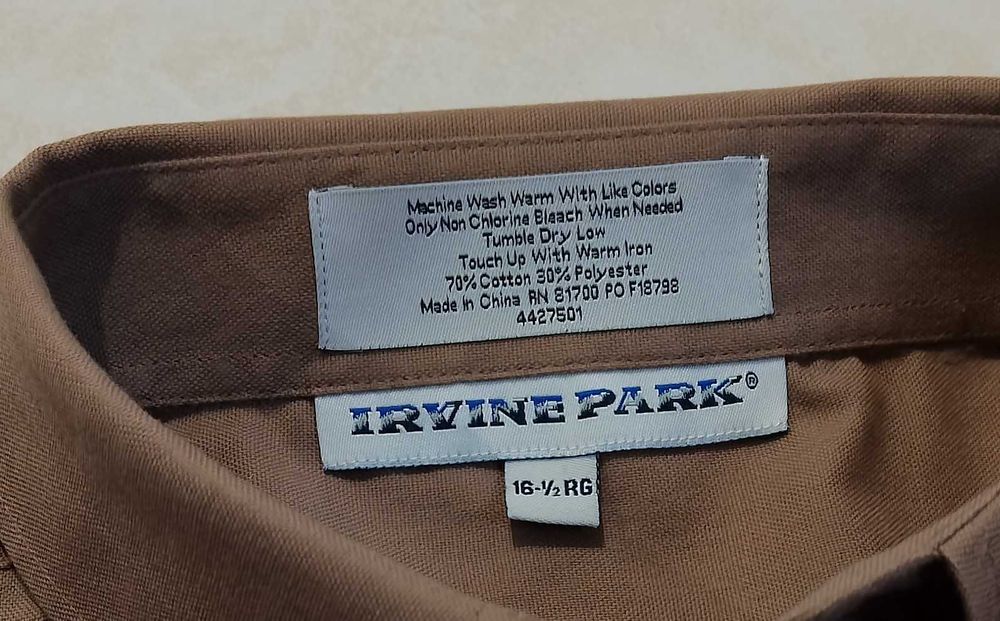 Machine Wash Warm With Like Colors
Only Non Chlorine Bleach When Needed
Tumble Dry Low
Touch Up With Warm Iron
70% Cotton 30% Polyester
Made In China RN 81700 PO F18798
4427501
IRVINE PARK®
16-½ RG